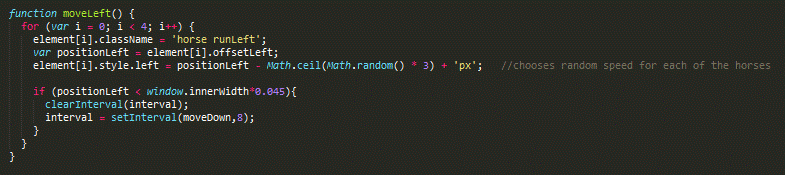 function moveLeft() {
for (var i = 0; i < 4; i++) {
element[i].className = 'horse runLeft';
var positionLeft = element[i].offsetLeft;
element[i].style.left = positionLeft - Math.ceil(Math.random() * 3) + 'px'; //chooses random speed for each of the horses
if (positionLeft < window.innerWidth*0.045){
clearInterval(interval);
interval = setInterval(moveDown,8);
}
}
}